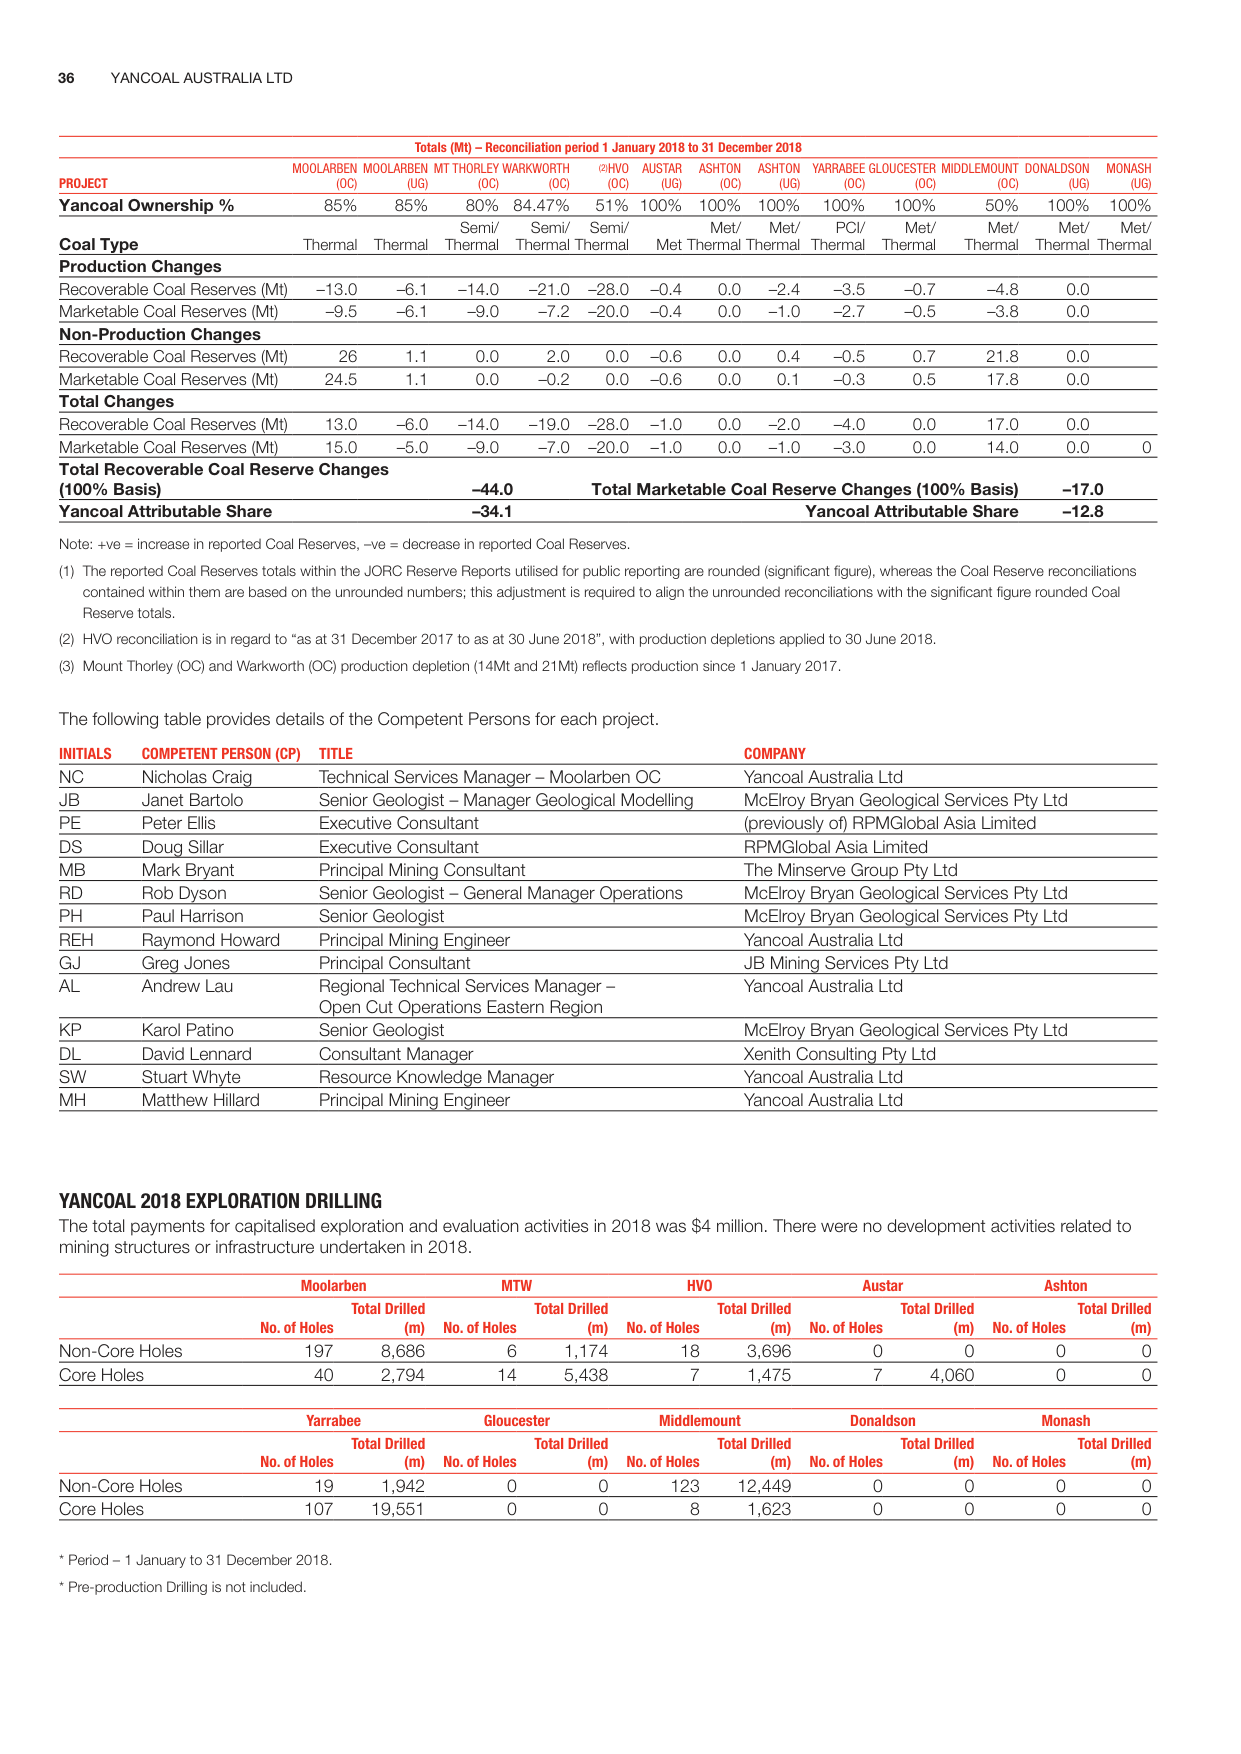 36 YANCOAL AUSTRALIA LTD
Totals (Mt) – Reconciliation period 1 January 2018 to 31 December 2018
MOOLARBEN MOOLARBEN MT THORLEY WARKWORTH (2)HVO AUSTAR ASHTON ASHTON YARRABEE GLOUCESTER MIDDLEMOUNT DONALDSON MONASH
PROJECT (OC) (UG) (OC) (OC) (OC) (UG) (OC) (UG) (OC) (OC) (OC) (UG) (UG)
Yancoal Ownership % 85% 85% 80% 84.47% 51% 100% 100% 100% 100% 100% 50% 100% 100%
Semi/ Semi/ Semi/ Met/ Met/ PCI/ Met/ Met/ Met/ Met/
Coal Type Thermal Thermal Thermal Thermal Thermal Met Thermal Thermal Thermal Thermal Thermal Thermal Thermal
Production Changes
Recoverable Coal Reserves (Mt) –13.0 –6.1 –14.0 –21.0 –28.0 –0.4 0.0 –2.4 –3.5 –0.7 –4.8 0.0
Marketable Coal Reserves (Mt) –9.5 –6.1 –9.0 –7.2 –20.0 –0.4 0.0 –1.0 –2.7 –0.5 –3.8 0.0
Non-Production Changes
Recoverable Coal Reserves (Mt) 26 1.1 0.0 2.0 0.0 –0.6 0.0 0.4 –0.5 0.7 21.8 0.0
Marketable Coal Reserves (Mt) 24.5 1.1 0.0 –0.2 0.0 –0.6 0.0 0.1 –0.3 0.5 17.8 0.0
Total Changes
Recoverable Coal Reserves (Mt) 13.0 –6.0 –14.0 –19.0 –28.0 –1.0 0.0 –2.0 –4.0 0.0 17.0 0.0
Marketable Coal Reserves (Mt) 15.0 –5.0 –9.0 –7.0 –20.0 –1.0 0.0 –1.0 –3.0 0.0 14.0 0.0 0
Total Recoverable Coal Reserve Changes
(100% Basis) –44.0 Total Marketable Coal Reserve Changes (100% Basis) –17.0
Yancoal Attributable Share –34.1 Yancoal Attributable Share –12.8
Note: +ve = increase in reported Coal Reserves, –ve = decrease in reported Coal Reserves.
(1) The reported Coal Reserves totals within the JORC Reserve Reports utilised for public reporting are rounded (significant figure), whereas the Coal Reserve reconciliations
contained within them are based on the unrounded numbers; this adjustment is required to align the unrounded reconciliations with the significant figure rounded Coal
Reserve totals.
(2) HVO reconciliation is in regard to “as at 31 December 2017 to as at 30 June 2018”, with production depletions applied to 30 June 2018.
(3) Mount Thorley (OC) and Warkworth (OC) production depletion (14Mt and 21Mt) reflects production since 1 January 2017.
The following table provides details of the Competent Persons for each project.
INITIALS COMPETENT PERSON (CP) TITLE COMPANY
NC Nicholas Craig Technical Services Manager – Moolarben OC Yancoal Australia Ltd
JB Janet Bartolo Senior Geologist – Manager Geological Modelling McElroy Bryan Geological Services Pty Ltd
PE Peter Ellis Executive Consultant (previously of) RPMGlobal Asia Limited
DS Doug Sillar Executive Consultant RPMGlobal Asia Limited
MB Mark Bryant Principal Mining Consultant The Minserve Group Pty Ltd
RD Rob Dyson Senior Geologist – General Manager Operations McElroy Bryan Geological Services Pty Ltd
PH Paul Harrison Senior Geologist McElroy Bryan Geological Services Pty Ltd
REH Raymond Howard Principal Mining Engineer Yancoal Australia Ltd
GJ Greg Jones Principal Consultant JB Mining Services Pty Ltd
AL Andrew Lau Regional Technical Services Manager – Yancoal Australia Ltd
Open Cut Operations Eastern Region
KP Karol Patino Senior Geologist McElroy Bryan Geological Services Pty Ltd
DL David Lennard Consultant Manager Xenith Consulting Pty Ltd
SW Stuart Whyte Resource Knowledge Manager Yancoal Australia Ltd
MH Matthew Hillard Principal Mining Engineer Yancoal Australia Ltd
YANCOAL 2018 EXPLORATION DRILLING
The total payments for capitalised exploration and evaluation activities in 2018 was $4 million. There were no development activities related to
mining structures or infrastructure undertaken in 2018.
Moolarben MTW HVO Austar Ashton
Total Drilled Total Drilled Total Drilled Total Drilled Total Drilled
No. of Holes (m) No. of Holes (m) No. of Holes (m) No. of Holes (m) No. of Holes (m)
Non-Core Holes 197 8,686 6 1,174 18 3,696 0 0 0 0
Core Holes 40 2,794 14 5,438 7 1,475 7 4,060 0 0
Yarrabee Gloucester Middlemount Donaldson Monash
Total Drilled Total Drilled Total Drilled Total Drilled Total Drilled
No. of Holes (m) No. of Holes (m) No. of Holes (m) No. of Holes (m) No. of Holes (m)
Non-Core Holes 19 1,942 0 0 123 12,449 0 0 0 0
Core Holes 107 19,551 0 0 8 1,623 0 0 0 0
* Period – 1 January to 31 December 2018.
* Pre-production Drilling is not included.